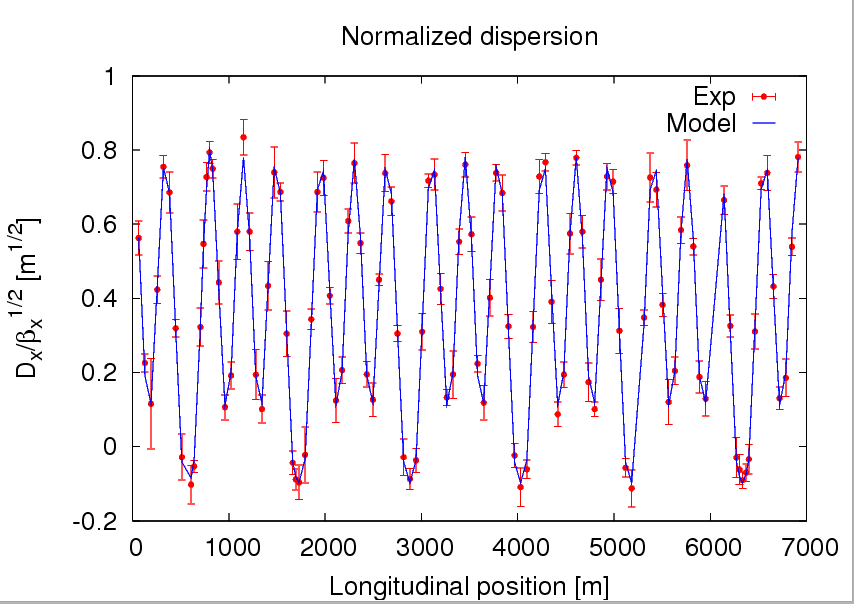 Normalized dispersion
Exp
Model
1
0.8
0.6
0.4
0.2
0
-0.2
D_x/β_x^1/2 [m^1/2]
0 1000 2000 3000 4000 5000 6000 7000
Longitudinal position [m]